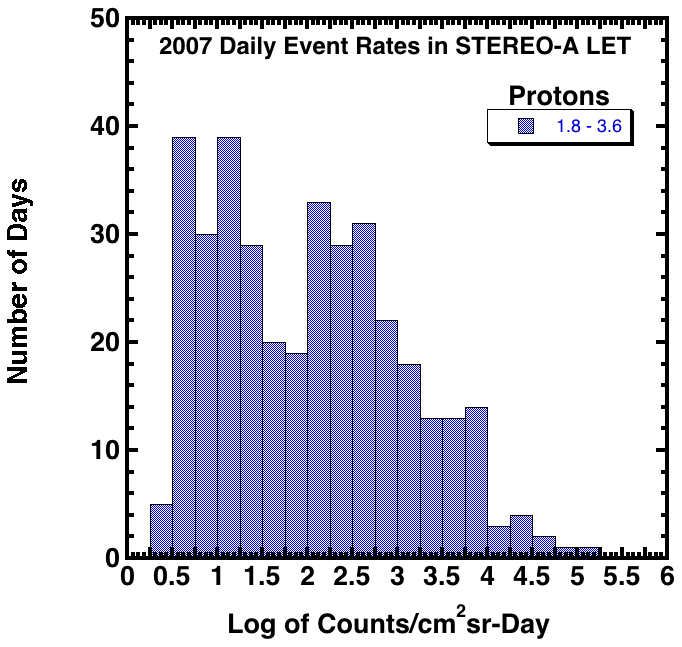 2007 Daily Event Rates in STEREO-A LET
Protons
1.8 - 3.6
Number of Days
50
40
30
20
10
0
0 0.5 1 1.5 2 2.5 3 3.5 4 4.5 5 5.5 6
Log of Counts/cm²sr-Day